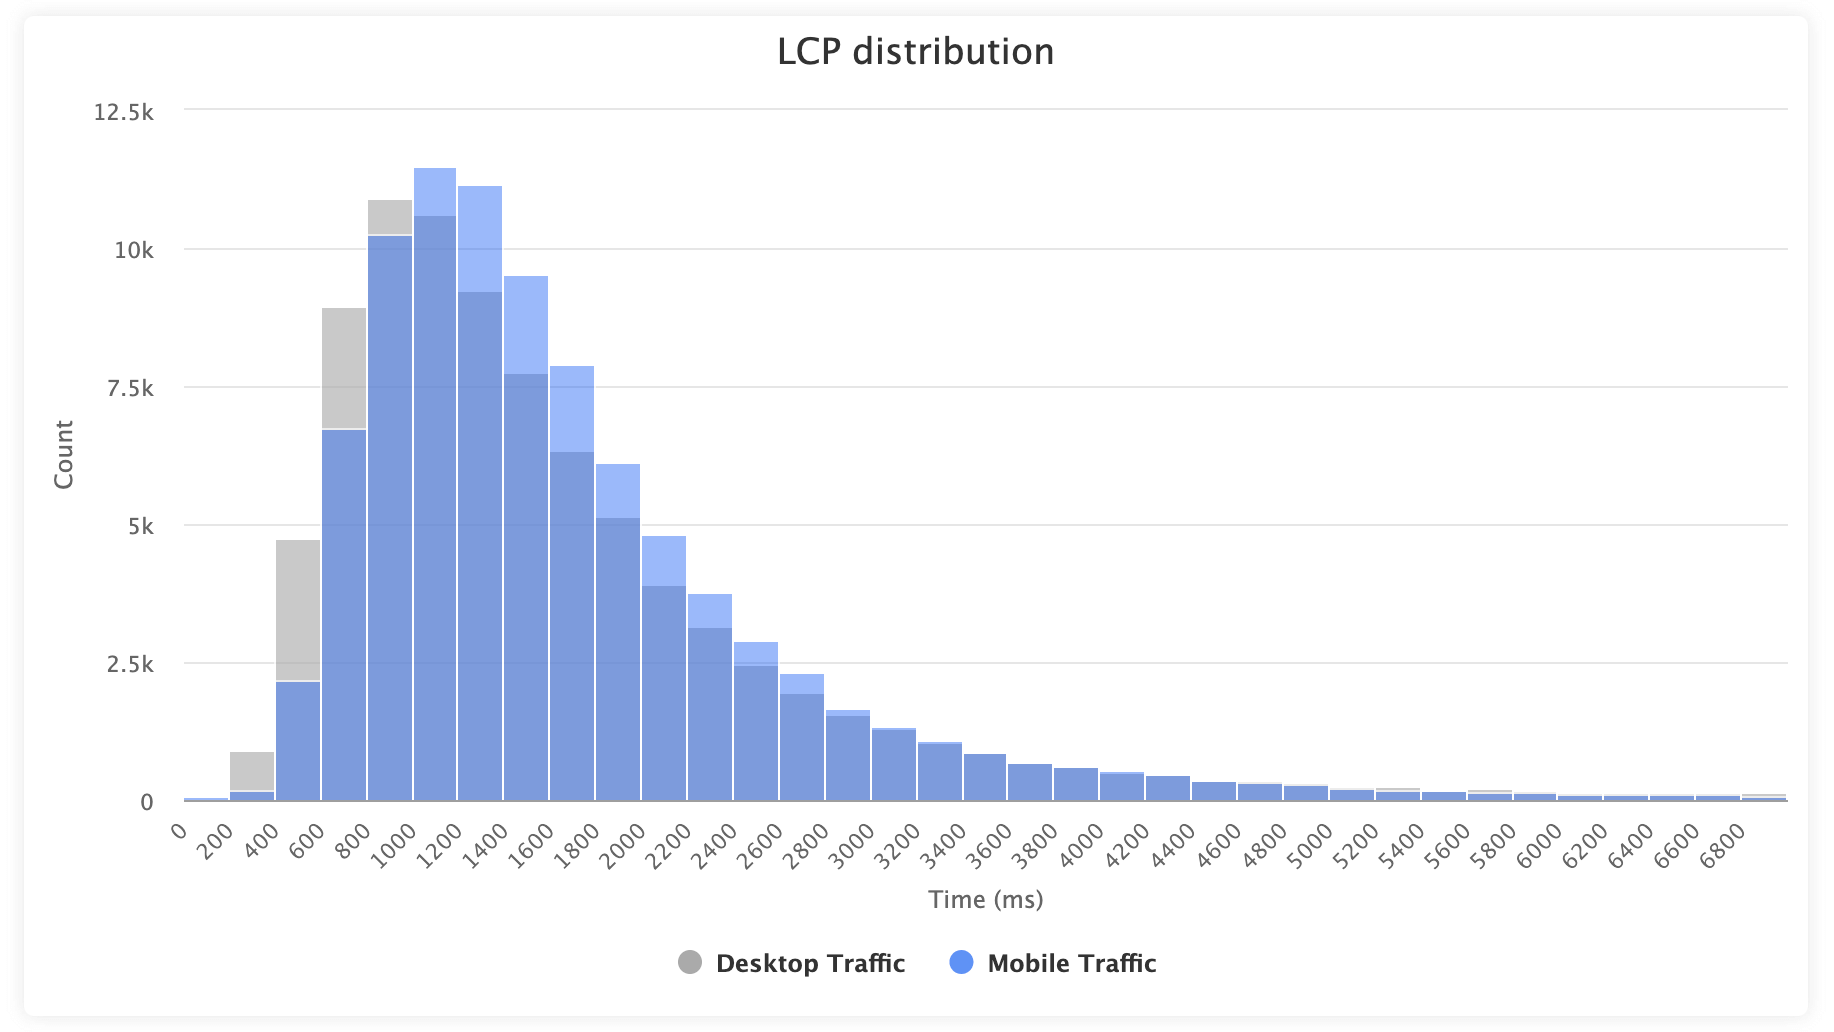 LCP distribution
12.5k
10k
7.5k
5k
2.5k
0
Count
0 200 400 600 800 1000 1200 1400 1600 1800 2000 2200 2400 2600 2800 3000 3200 3400 3600 3800 4000 4200 4400 4600 4800 5000 5200 5400 5600 5800 6000 6200 6400 6600 6800
Time (ms)
Desktop Traffic Mobile Traffic